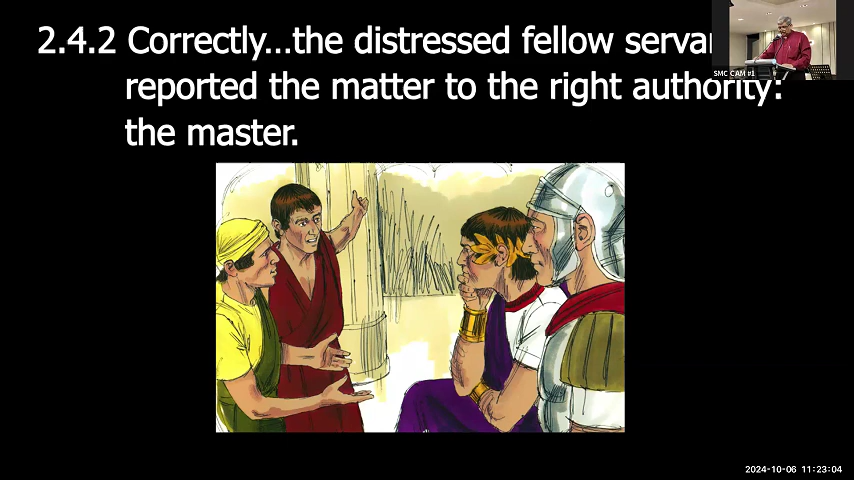 2.4.2 Correctly...the distressed fellow
reported the matter to the right authority:
the master.
SMC CAM #1
2024-10-06 11:23:04